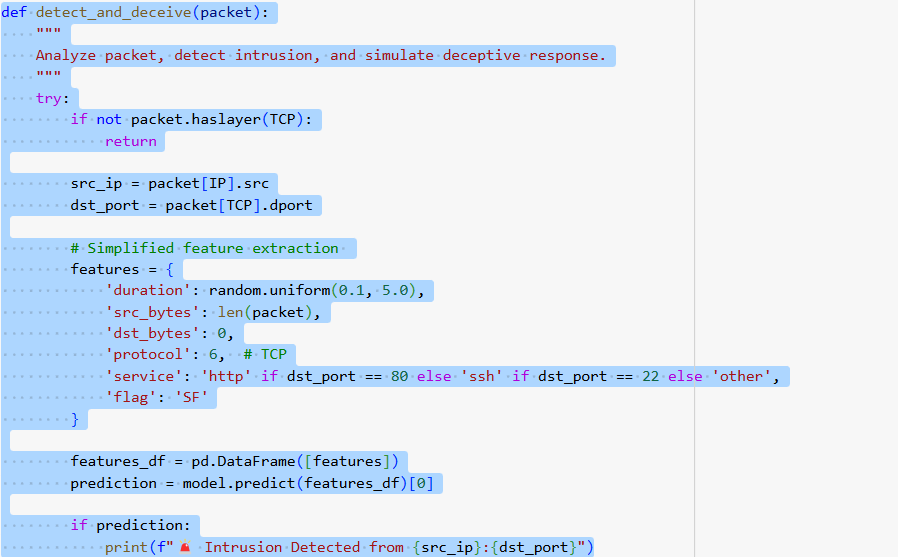 def detect_and_deceive(packet):
    """
    Analyze packet, detect intrusion, and simulate deceptive response.
    """
    try:
        if not packet.haslayer(TCP):
            return
        src_ip = packet[IP].src
        dst_port = packet[TCP].dport
        # Simplified feature extraction
        features = {
            'duration': random.uniform(0.1, 5.0),
            'src_bytes': len(packet),
            'dst_bytes': 0,
            'protocol': 6,  # TCP
            'service': 'http' if dst_port == 80 else 'ssh' if dst_port == 22 else 'other',
            'flag': 'SF'
        }
        features_df = pd.DataFrame([features])
        prediction = model.predict(features_df)[0]
        if prediction:
            print(f"🚨 Intrusion Detected from {src_ip}:{dst_port}")